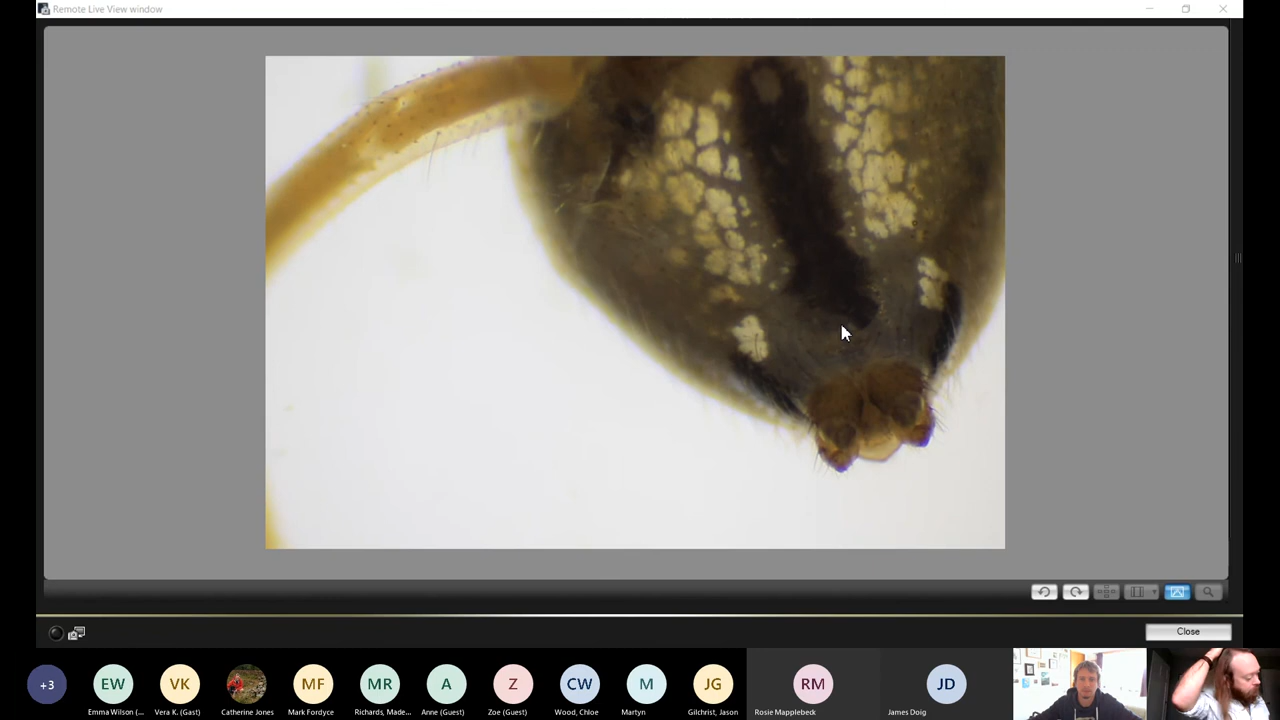 Remote Live View window
Close
+3
EW
VK
MF
MR
A
Z
CW
M
JG
RM
JD
Emma Wilson (...
Vera K. (Gast)
Catherine Jones
Mark Fordyce
Richards, Made...
Anne (Guest)
Zoe (Guest)
Wood, Chloe
Martyn
Gilchrist, Jason
Rosie Mapplebeck
James Doig